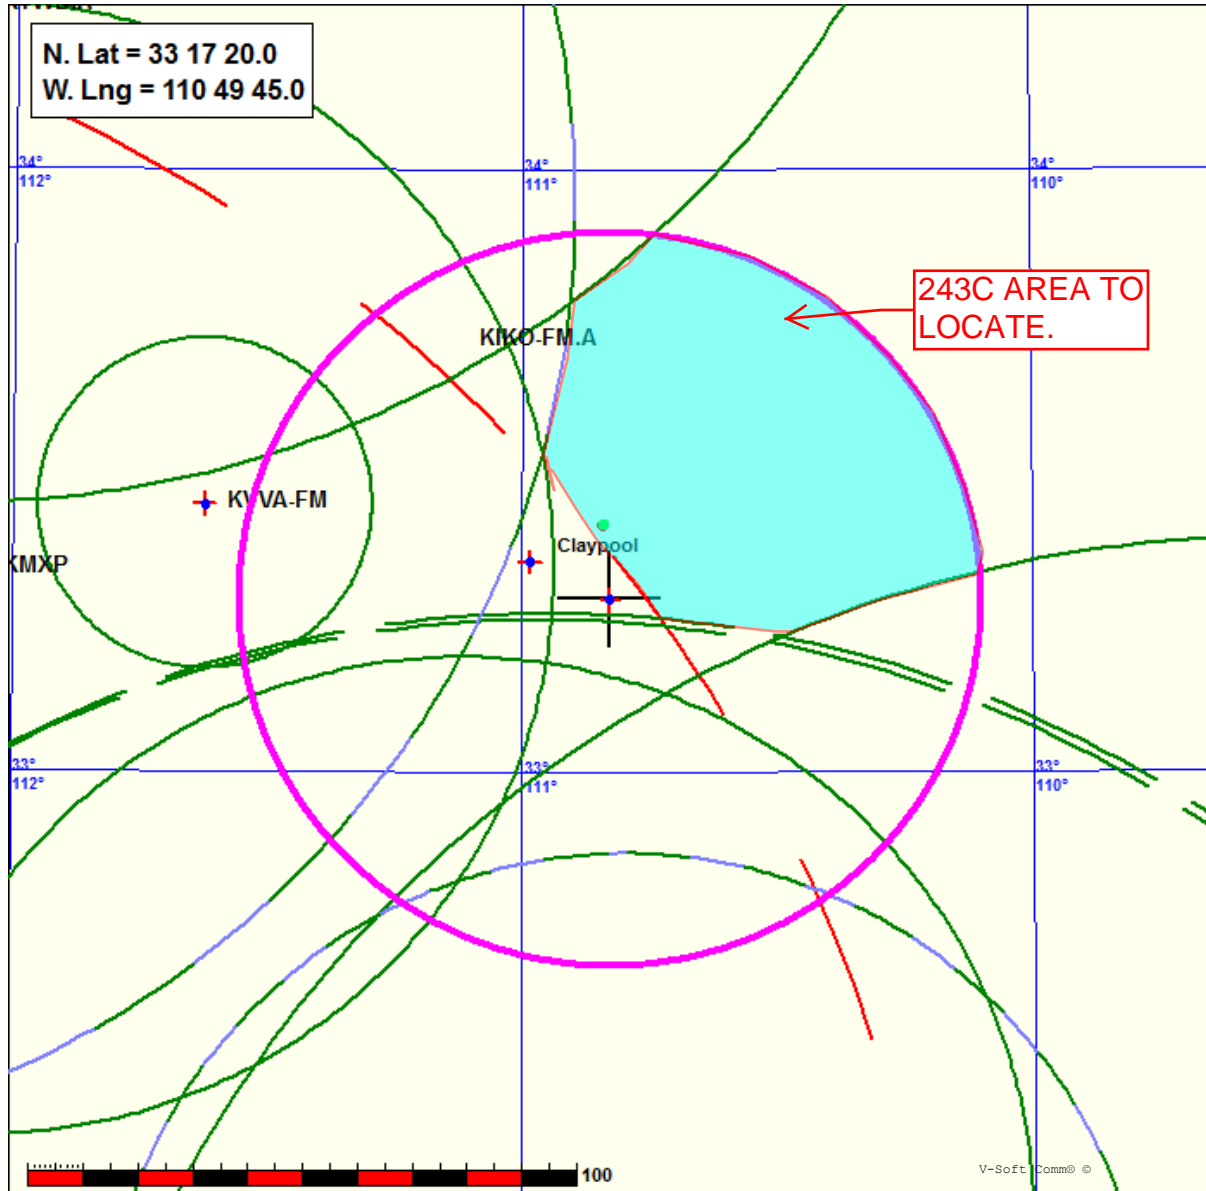 N. Lat = 33 17 20.0
W. Lng = 110 49 45.0
34°
112°
34°
111°
34°
110°
243C AREA TO
LOCATE.
KIKO-FM.A
KVVA-FM
Claypool
KMXP
33°
112°
33°
111°
33°
110°
100
V-Soft Comm® ©